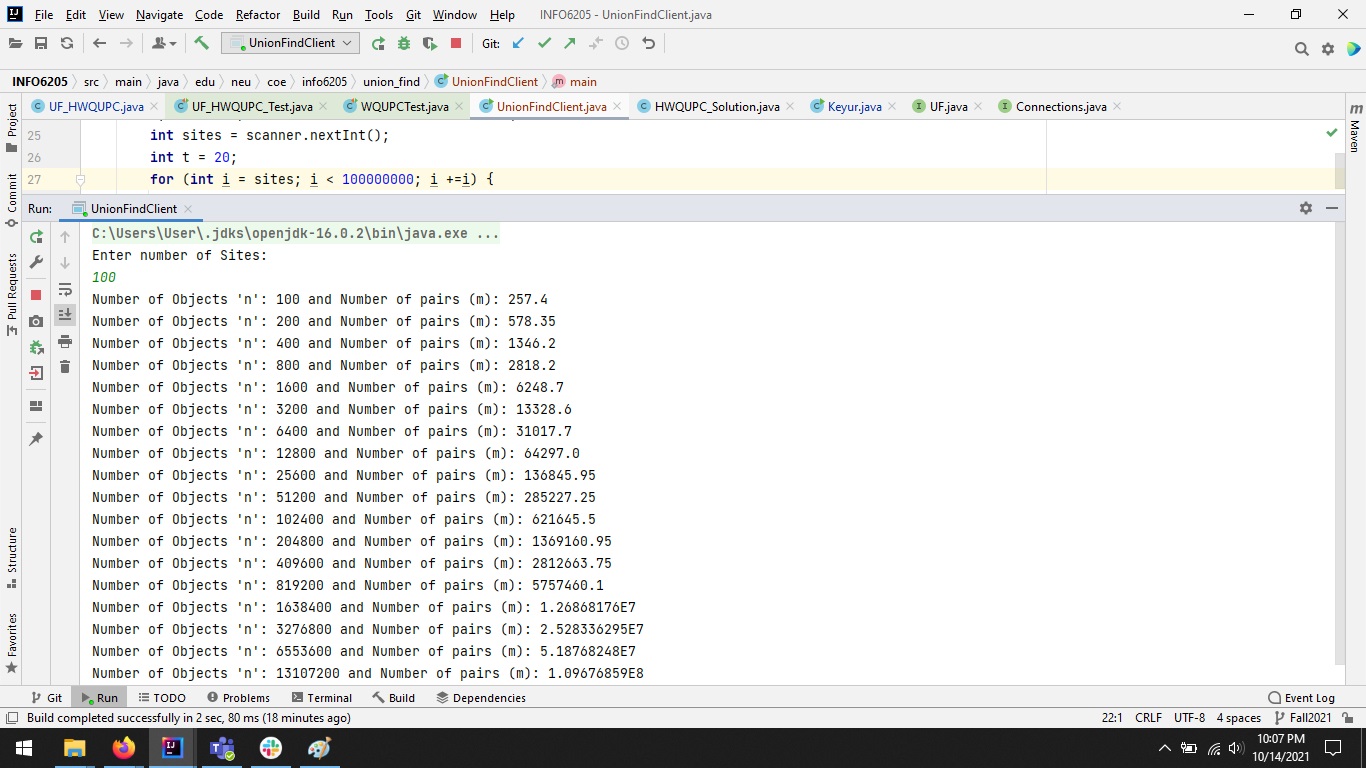 File Edit View Navigate Code Refactor Build Run Tools Git Window Help INFO6205 - UnionFindClient.java
UnionFindClient Git:
INFO6205 src main java edu neu coe info6205 union_find UnionFindClient main
UF_HWQUPC.java UF_HWQUPC_Test.java WQUPCTest.java UnionFindClient.java HWQUPC_Solution.java Keyur.java UF.java Connections.java
Project
Commit
Pull Requests
Structure
Favorites
Maven
25 int sites = scanner.nextInt();
26 int t = 20;
27 for (int i = sites; i < 100000000; i +=i) {
Run: UnionFindClient
C:\Users\User\.jdks\openjdk-16.0.2\bin\java.exe ...
Enter number of Sites:
100
Number of Objects 'n': 100 and Number of pairs (m): 257.4
Number of Objects 'n': 200 and Number of pairs (m): 578.35
Number of Objects 'n': 400 and Number of pairs (m): 1346.2
Number of Objects 'n': 800 and Number of pairs (m): 2818.2
Number of Objects 'n': 1600 and Number of pairs (m): 6248.7
Number of Objects 'n': 3200 and Number of pairs (m): 13328.6
Number of Objects 'n': 6400 and Number of pairs (m): 31017.7
Number of Objects 'n': 12800 and Number of pairs (m): 64297.0
Number of Objects 'n': 25600 and Number of pairs (m): 136845.95
Number of Objects 'n': 51200 and Number of pairs (m): 285227.25
Number of Objects 'n': 102400 and Number of pairs (m): 621645.5
Number of Objects 'n': 204800 and Number of pairs (m): 1369160.95
Number of Objects 'n': 409600 and Number of pairs (m): 2812663.75
Number of Objects 'n': 819200 and Number of pairs (m): 5757460.1
Number of Objects 'n': 1638400 and Number of pairs (m): 1.26868176E7
Number of Objects 'n': 3276800 and Number of pairs (m): 2.528336295E7
Number of Objects 'n': 6553600 and Number of pairs (m): 5.18768248E7
Number of Objects 'n': 13107200 and Number of pairs (m): 1.09676859E8
Git Run TODO Problems Terminal Build Dependencies Event Log
Build completed successfully in 2 sec, 80 ms (18 minutes ago) 22:1 CRLF UTF-8 4 spaces Fall2021
10:07 PM
10/14/2021